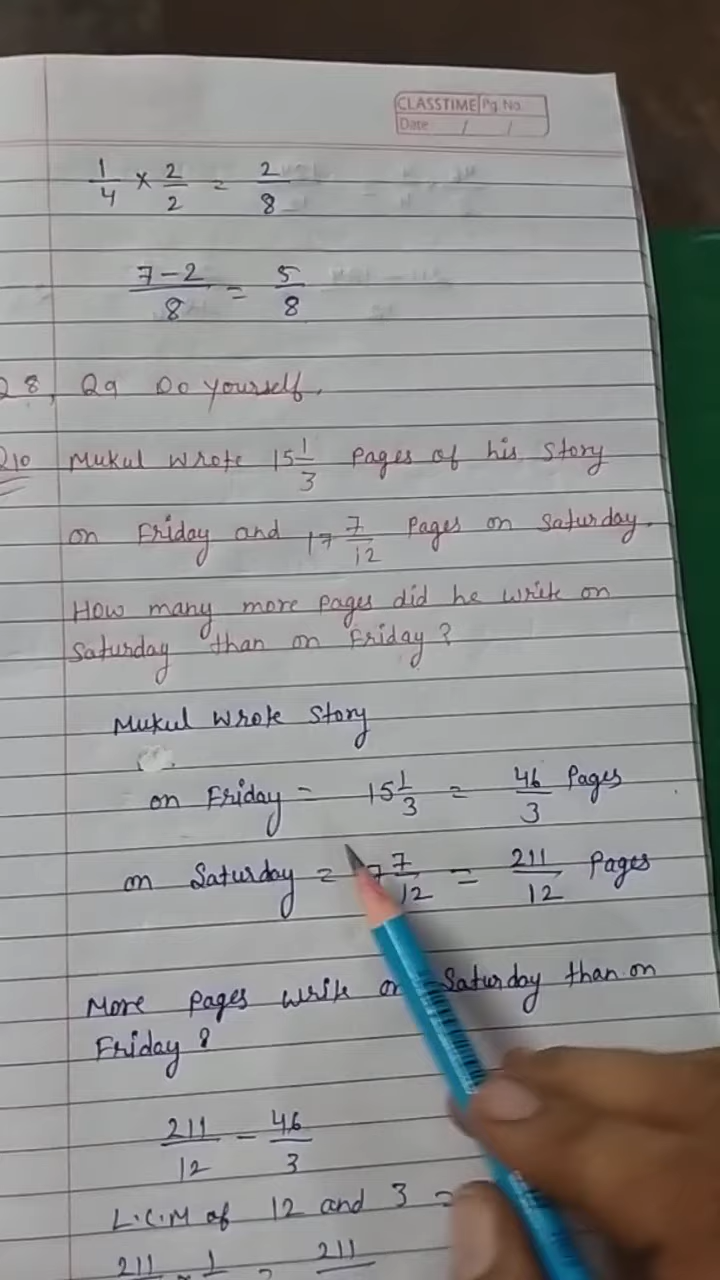 CLASSTIME Pg. No.
Date / /
1/4 × 2/2 = 2/8
7-2/8 = 5/8
Q8, Q9 Do yourself.
Q10 Mukul wrote 15 1/3 pages of his story
on Friday and 17 7/12 pages on Saturday.
How many more pages did he write on
Saturday than on Friday?
Mukul wrote story
on Friday = 15 1/3 = 46/3 Pages
on Saturday = 7 7/12 = 211/12 Pages
More pages write on Saturday than on
Friday?
211/12 - 46/3
L.C.M of 12 and 3 =
211 1 211